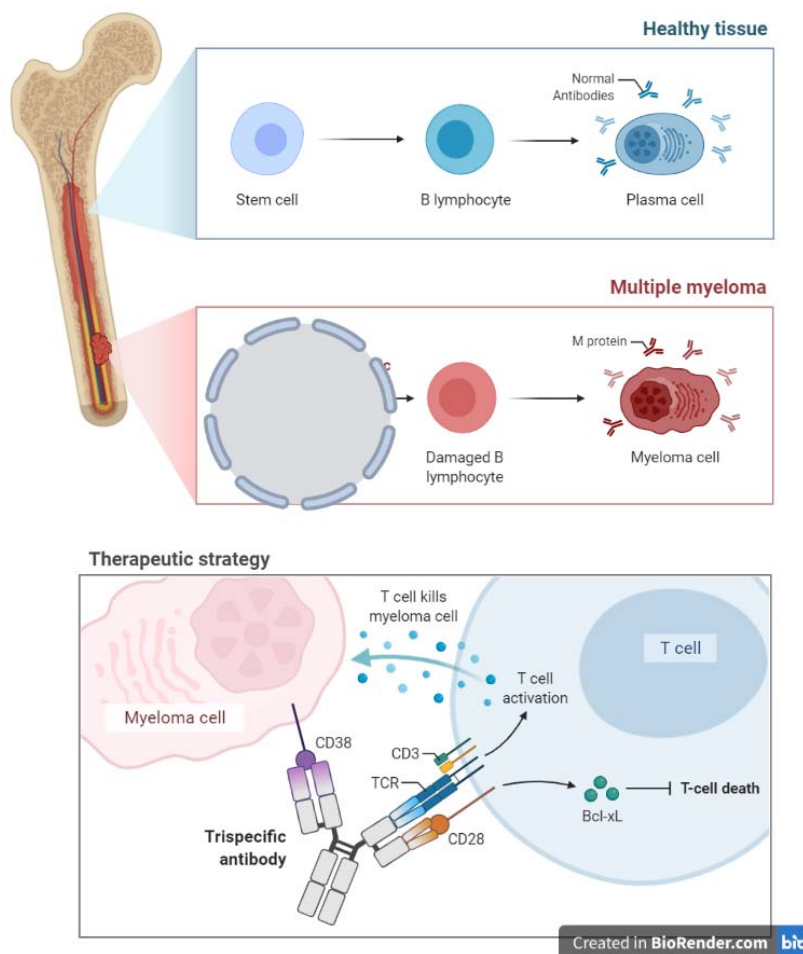 Healthy tissue
Normal
Antibodies
Stem cell
B lymphocyte
Plasma cell
Multiple myeloma
M protein
c
Damaged B
lymphocyte
Myeloma cell
Therapeutic strategy
T cell kills
myeloma cell
T cell
T cell
activation
Myeloma cell
CD38
CD3
TCR
Bcl-xL
T-cell death
CD28
Trispecific
antibody
Created in BioRender.com
bio